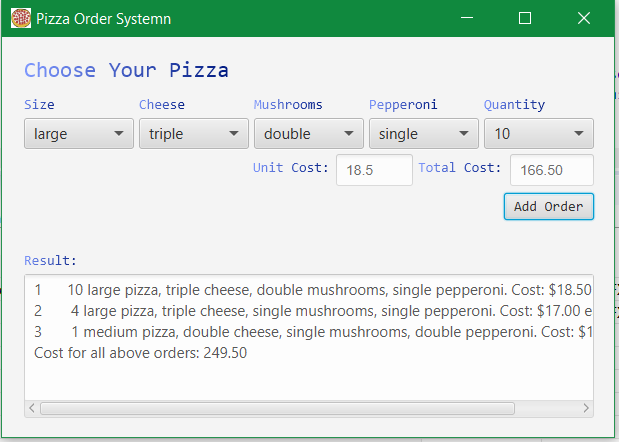 Pizza Order Systemn
Choose Your Pizza
Size Cheese Mushrooms Pepperoni Quantity
large triple double single 10
Unit Cost: 18.5 Total Cost: 166.50
Add Order
Result:
1 10 large pizza, triple cheese, double mushrooms, single pepperoni. Cost: $18.50
2 4 large pizza, triple cheese, single mushrooms, single pepperoni. Cost: $17.00 e
3 1 medium pizza, double cheese, single mushrooms, double pepperoni. Cost: $1
Cost for all above orders: 249.50